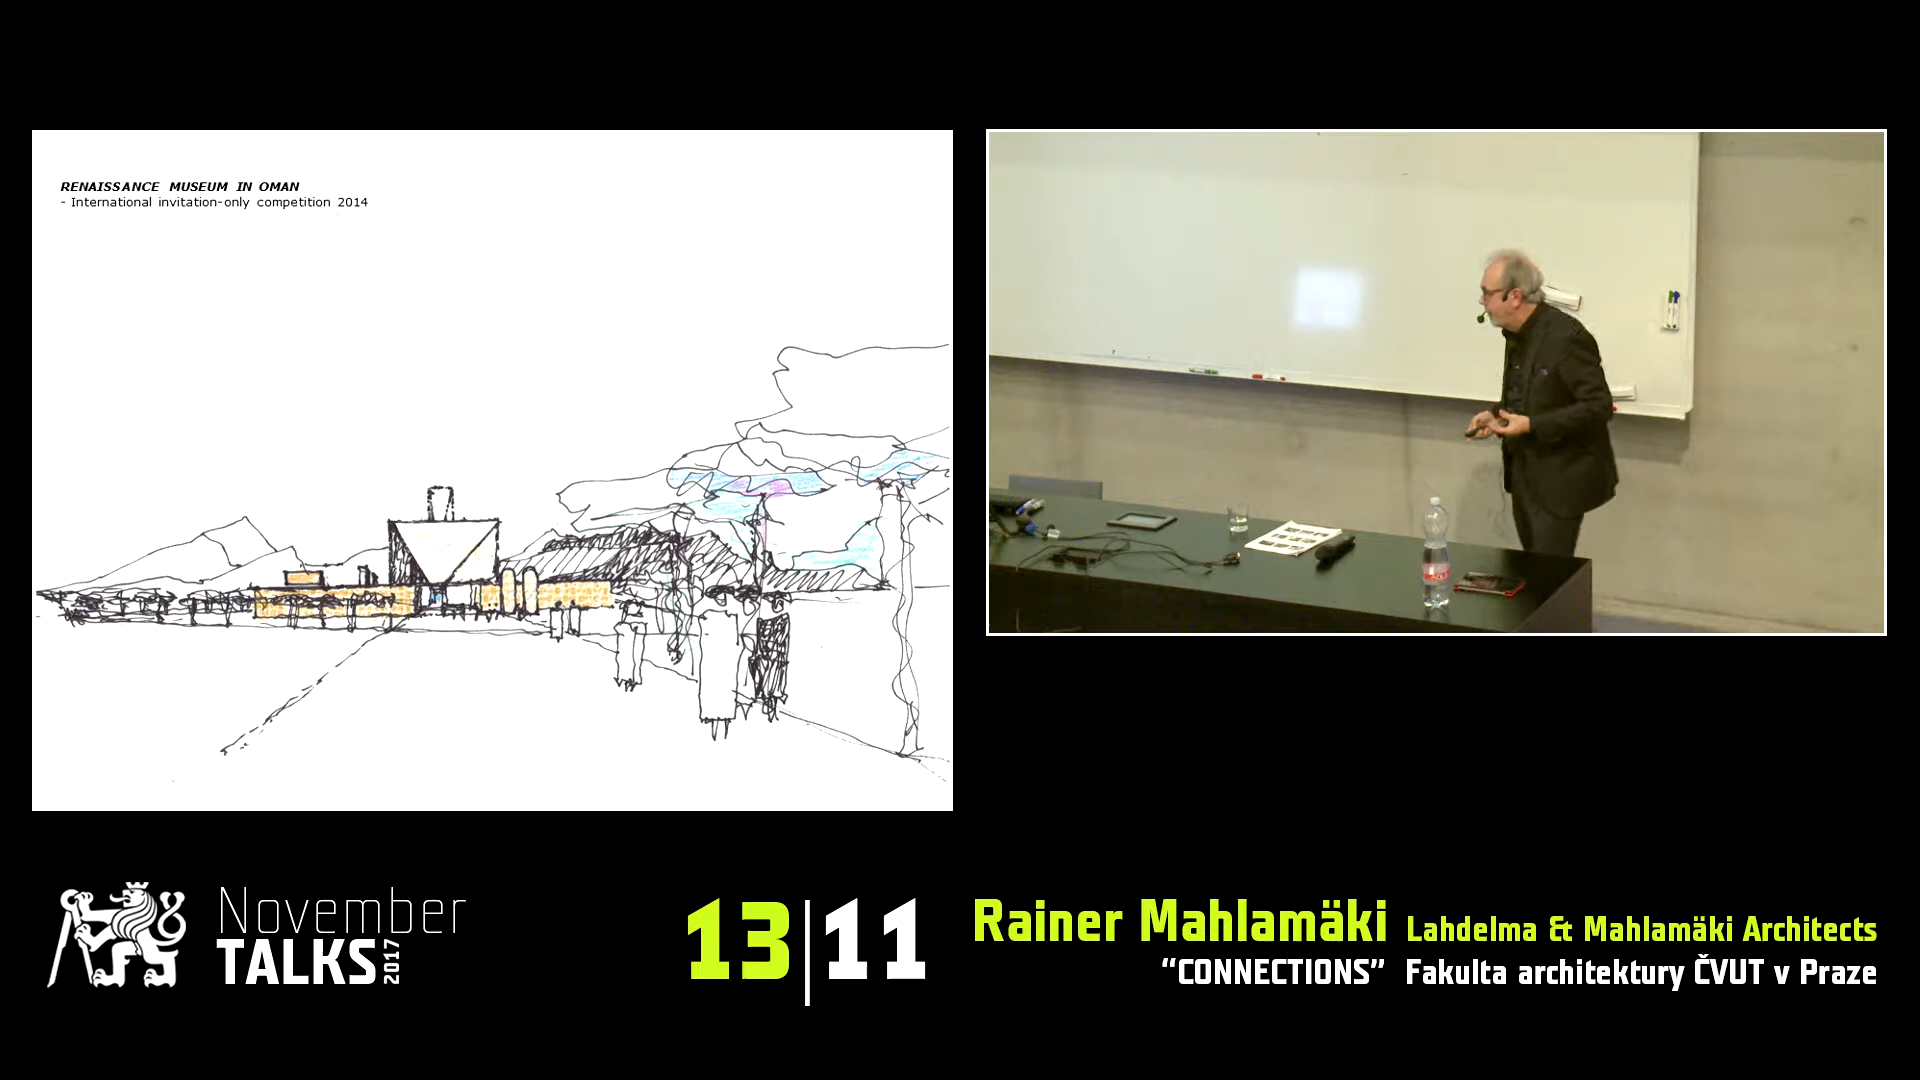 RENAISSANCE MUSEUM IN OMAN
- International invitation-only competition 2014
November
TALKS 2017
13|11
Rainer Mahlamäki Lahdelma & Mahlamäki Architects
“CONNECTIONS” Fakulta architektury ČVUT v Praze